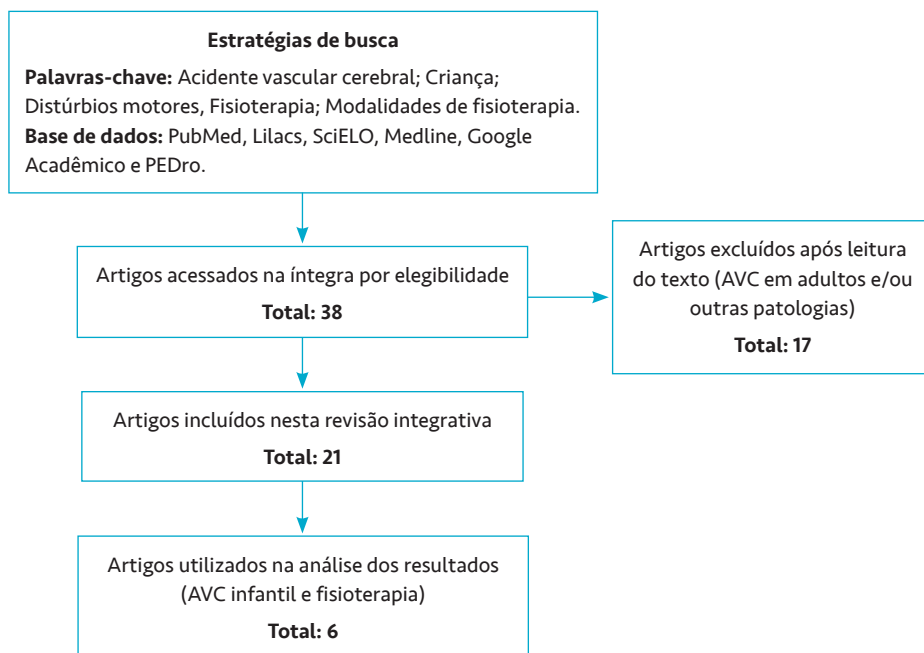 Estratégias de busca
Palavras-chave: Acidente vascular cerebral; Criança;
Distúrbios motores, Fisioterapia; Modalidades de fisioterapia.
Base de dados: PubMed, Lilacs, SciELO, Medline, Google
Acadêmico e PEDro.
Artigos acessados na íntegra por elegibilidade
Total: 38
Artigos excluídos após leitura
do texto (AVC em adultos e/ou
outras patologias)
Total: 17
Artigos incluídos nesta revisão integrativa
Total: 21
Artigos utilizados na análise dos resultados
(AVC infantil e fisioterapia)
Total: 6